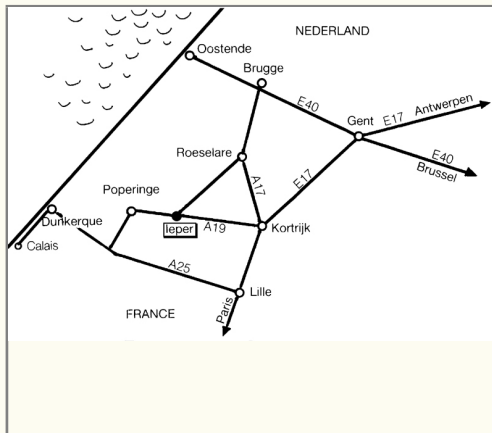 NEDERLAND
Oostende
Brugge
E40
Gent
E17
Antwerpen
E40
Brussel
Roeselare
A17
E17
Poperinge
Dunkerque
Ieper
A19
Kortrijk
Calais
A25
Lille
Paris
FRANCE